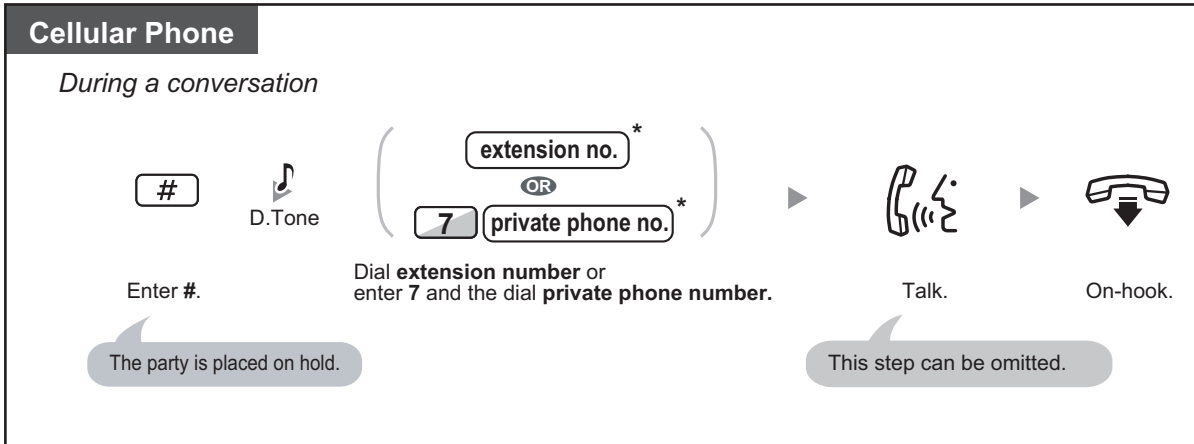 Cellular Phone
During a conversation
#
D.Tone
extension no.*
OR
7 private phone no.*
Enter #.
Dial extension number or
enter 7 and the dial private phone number.
Talk.
On-hook.
The party is placed on hold.
This step can be omitted.